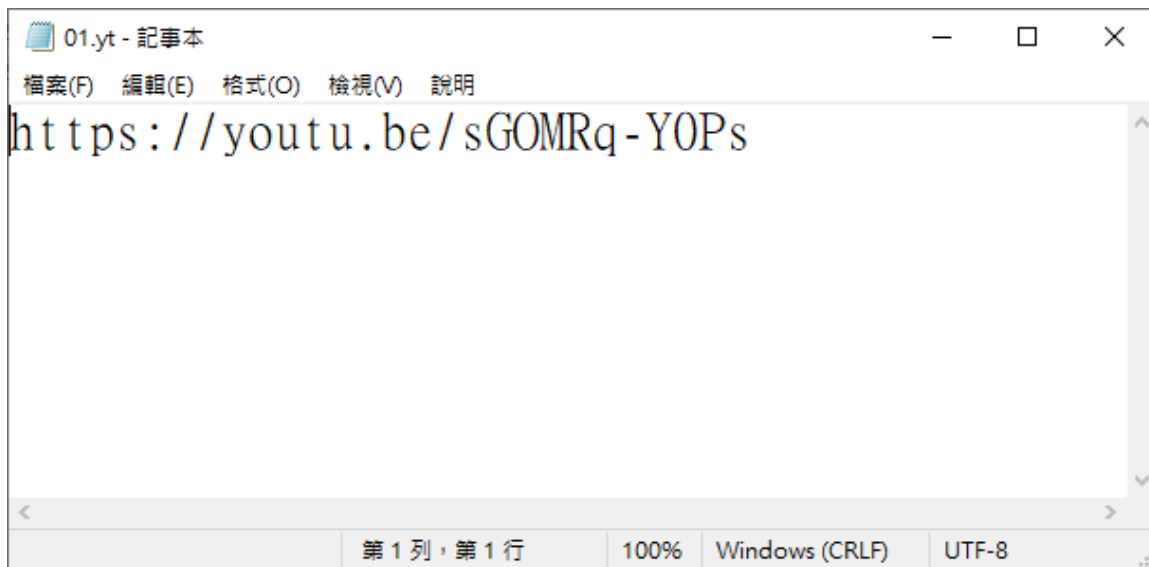 01.yt - 記事本
檔案(F) 編輯(E) 格式(O) 檢視(V) 說明
https://youtu.be/sGOMRq-Y0Ps
第 1 列，第 1 行 100% Windows (CRLF) UTF-8